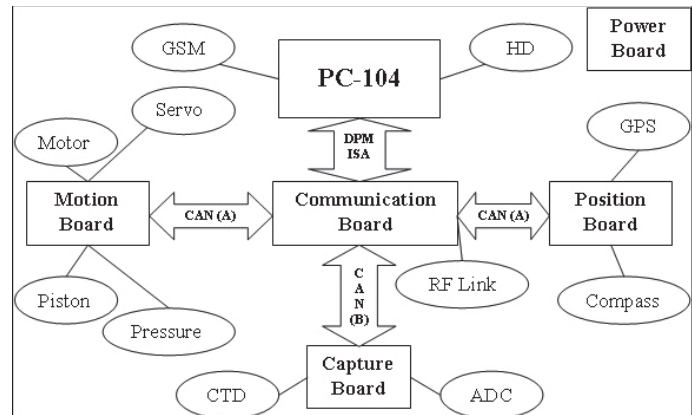 Power
Board
GSM
HD
PC-104
Servo
Motor
GPS
DPM
ISA
Motion
Board
CAN (A)
Communication
Board
CAN (A)
Position
Board
C
A
N
(B)
RF Link
Piston
Pressure
Compass
Capture
Board
CTD
ADC